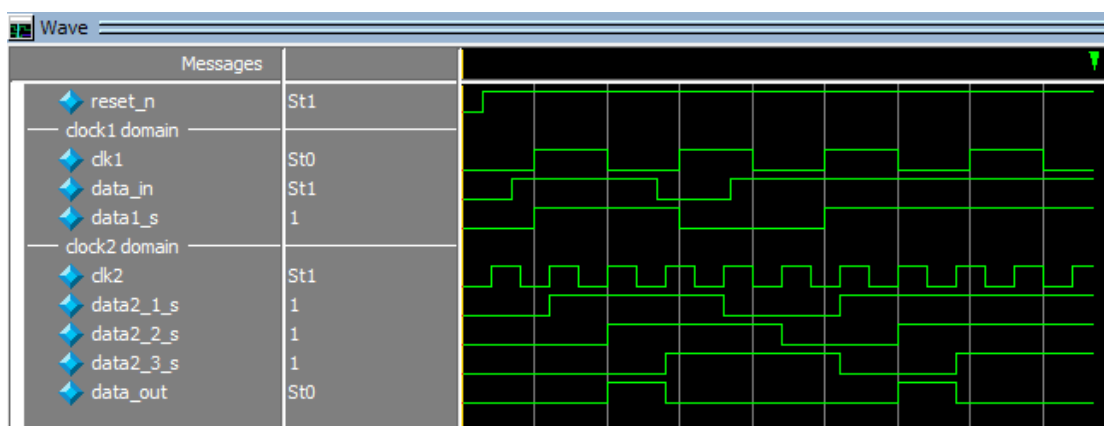 Wave
Messages
reset_n St1
clock1 domain
clk1 St0
data_in St1
data1_s 1
clock2 domain
clk2 St1
data2_1_s 1
data2_2_s 1
data2_3_s 1
data_out St0